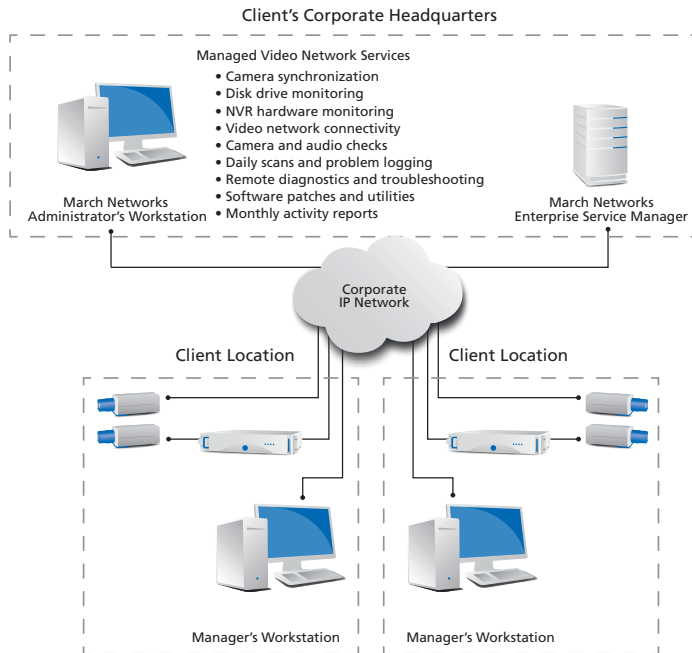 Client's Corporate Headquarters
Managed Video Network Services
• Camera synchronization
• Disk drive monitoring
• NVR hardware monitoring
• Video network connectivity
• Camera and audio checks
• Daily scans and problem logging
• Remote diagnostics and troubleshooting
• Software patches and utilities
• Monthly activity reports
March Networks
Administrator's Workstation
March Networks
Enterprise Service Manager
Corporate
IP Network
Client Location
Client Location
Manager's Workstation
Manager's Workstation